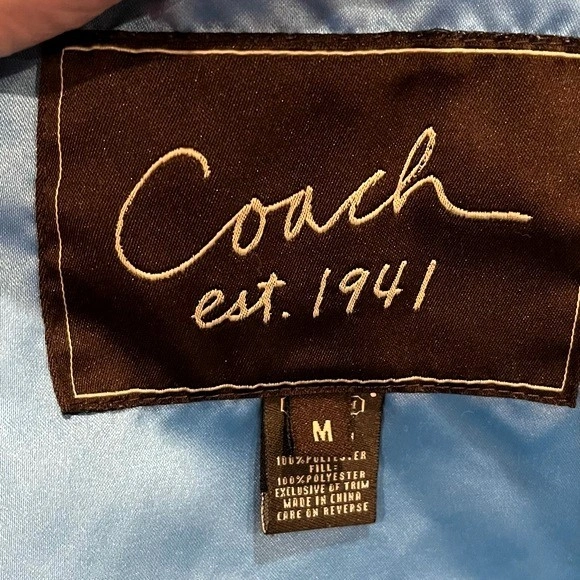 Coach
est. 1941
M
100% POLYESTER
FILL:
100% POLYESTER
EXCLUSIVE OF TRIM
MADE IN CHINA
CARE ON REVERSE